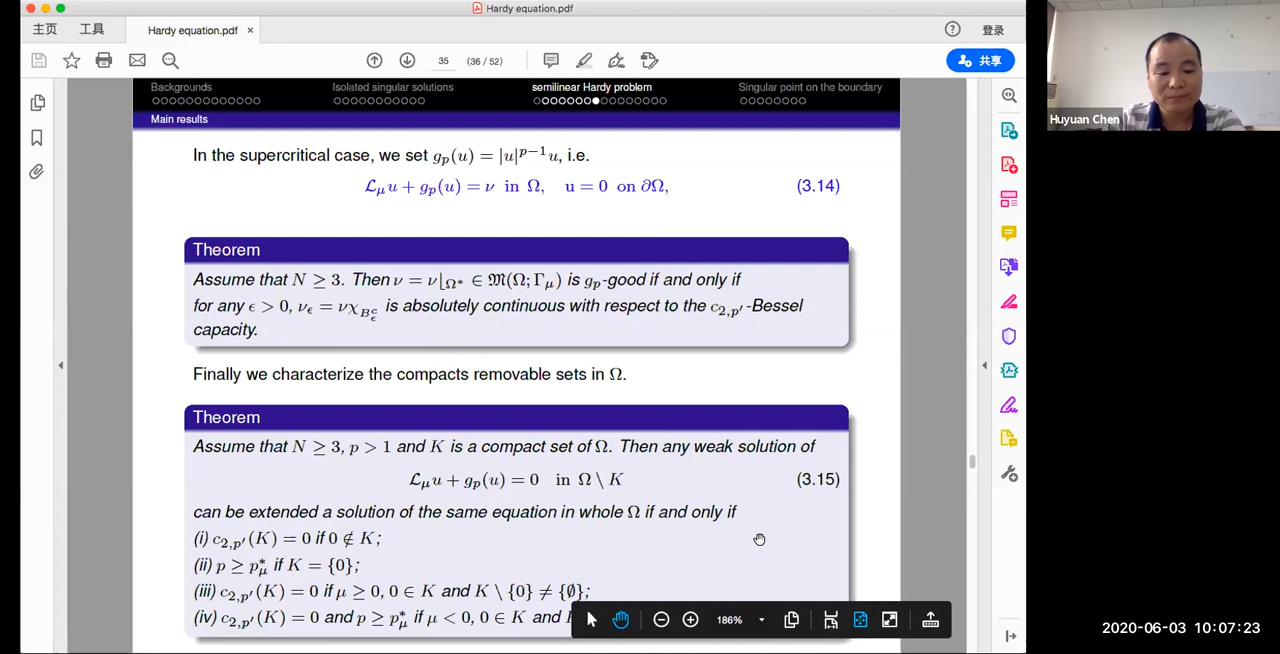 Hardy equation.pdf
主页 工具 Hardy equation.pdf × 登录
35 (36 / 52) 共享
Backgrounds Isolated singular solutions semilinear Hardy problem Singular point on the boundary
Main results
In the supercritical case, we set g_p(u) = |u|^{p−1}u, i.e.
ℒ_μu + g_p(u) = ν in Ω, u = 0 on ∂Ω, (3.14)
Theorem
Assume that N ≥ 3. Then ν = ν⌊_{Ω*} ∈ 𝔐(Ω; Γ_μ) is g_p-good if and only if
for any ϵ > 0, ν_ϵ = νχ_{B_ϵ^c} is absolutely continuous with respect to the c_{2,p′}-Bessel
capacity.
Finally we characterize the compacts removable sets in Ω.
Theorem
Assume that N ≥ 3, p > 1 and K is a compact set of Ω. Then any weak solution of
ℒ_μu + g_p(u) = 0 in Ω \ K (3.15)
can be extended a solution of the same equation in whole Ω if and only if
(i) c_{2,p′}(K) = 0 if 0 ∉ K;
(ii) p ≥ p*_μ if K = {0};
(iii) c_{2,p′}(K) = 0 if μ ≥ 0, 0 ∈ K and K \ {0} ≠ {∅};
(iv) c_{2,p′}(K) = 0 and p ≥ p*_μ if μ < 0, 0 ∈ K and
186%
Huyuan Chen
2020-06-03 10:07:23